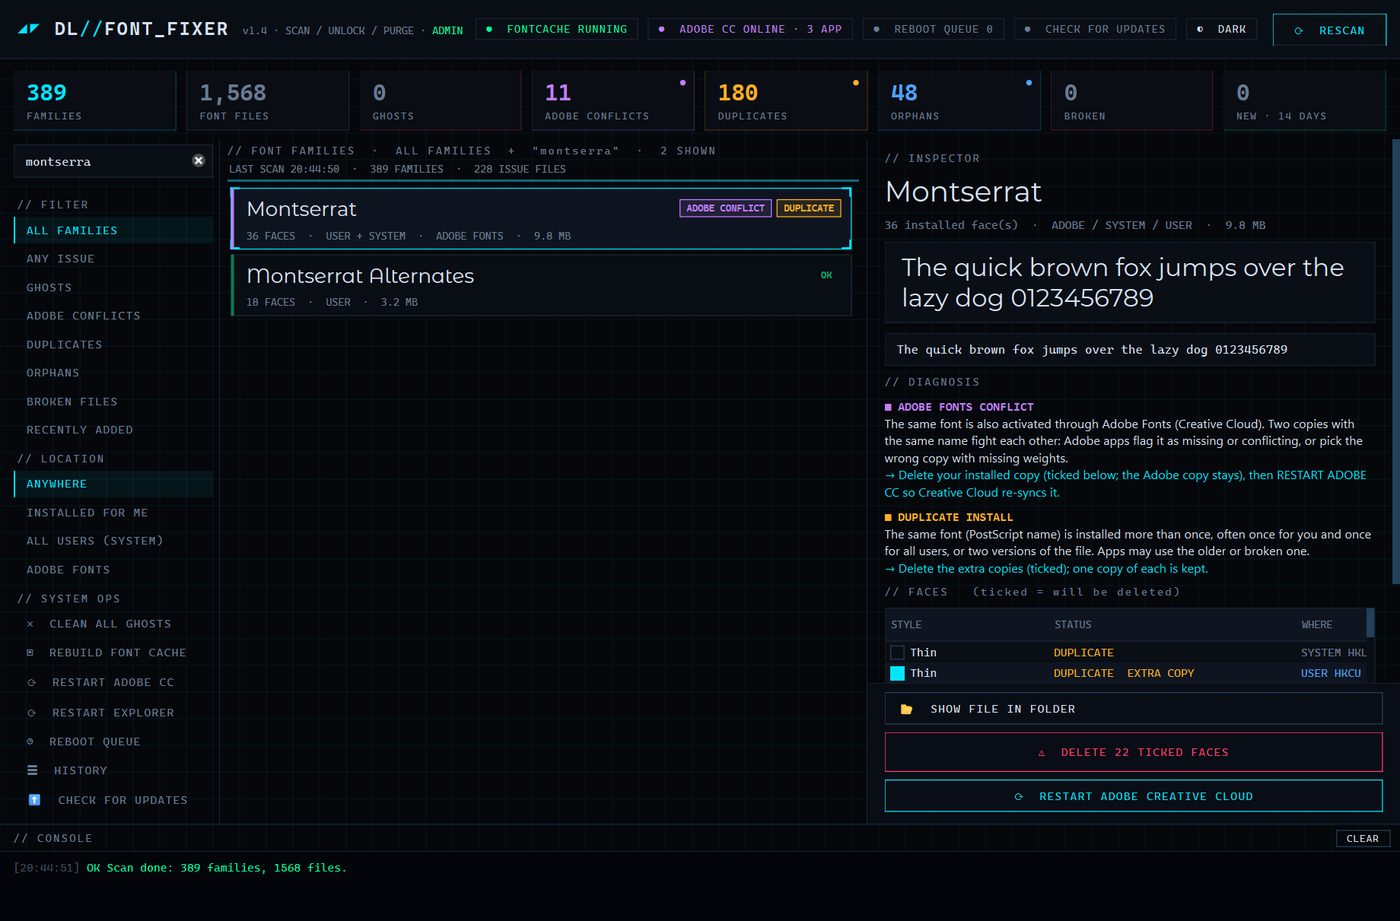 DL//FONT_FIXER v1.4 · SCAN / UNLOCK / PURGE · ADMIN
FONTCACHE RUNNING
ADOBE CC ONLINE · 3 APP
REBOOT QUEUE 0
CHECK FOR UPDATES
DARK
RESCAN
389
FAMILIES
1,568
FONT FILES
0
GHOSTS
11
ADOBE CONFLICTS
180
DUPLICATES
48
ORPHANS
0
BROKEN
0
NEW · 14 DAYS
montserra
// FILTER
ALL FAMILIES
ANY ISSUE
GHOSTS
ADOBE CONFLICTS
DUPLICATES
ORPHANS
BROKEN FILES
RECENTLY ADDED
// LOCATION
ANYWHERE
INSTALLED FOR ME
ALL USERS (SYSTEM)
ADOBE FONTS
// SYSTEM OPS
CLEAN ALL GHOSTS
REBUILD FONT CACHE
RESTART ADOBE CC
RESTART EXPLORER
REBOOT QUEUE
HISTORY
CHECK FOR UPDATES
// FONT FAMILIES · ALL FAMILIES + "montserra" · 2 SHOWN
LAST SCAN 20:44:50 · 389 FAMILIES · 228 ISSUE FILES
Montserrat
ADOBE CONFLICT
DUPLICATE
36 FACES · USER + SYSTEM · ADOBE FONTS · 9.8 MB
Montserrat Alternates
OK
18 FACES · USER · 3.2 MB
// INSPECTOR
Montserrat
36 installed face(s) · ADOBE / SYSTEM / USER · 9.8 MB
The quick brown fox jumps over the
lazy dog 0123456789
The quick brown fox jumps over the lazy dog 0123456789
// DIAGNOSIS
■ ADOBE FONTS CONFLICT
The same font is also activated through Adobe Fonts (Creative Cloud). Two copies with
the same name fight each other: Adobe apps flag it as missing or conflicting, or pick the
wrong copy with missing weights.
→ Delete your installed copy (ticked below; the Adobe copy stays), then RESTART ADOBE
CC so Creative Cloud re-syncs it.
■ DUPLICATE INSTALL
The same font (PostScript name) is installed more than once, often once for you and once
for all users, or two versions of the file. Apps may use the older or broken one.
→ Delete the extra copies (ticked); one copy of each is kept.
// FACES (ticked = will be deleted)
STYLE STATUS WHERE
Thin DUPLICATE SYSTEM HKL
Thin DUPLICATE EXTRA COPY USER HKCU
SHOW FILE IN FOLDER
⚠ DELETE 22 TICKED FACES
RESTART ADOBE CREATIVE CLOUD
// CONSOLE
CLEAR
[20:44:51] OK Scan done: 389 families, 1568 files.